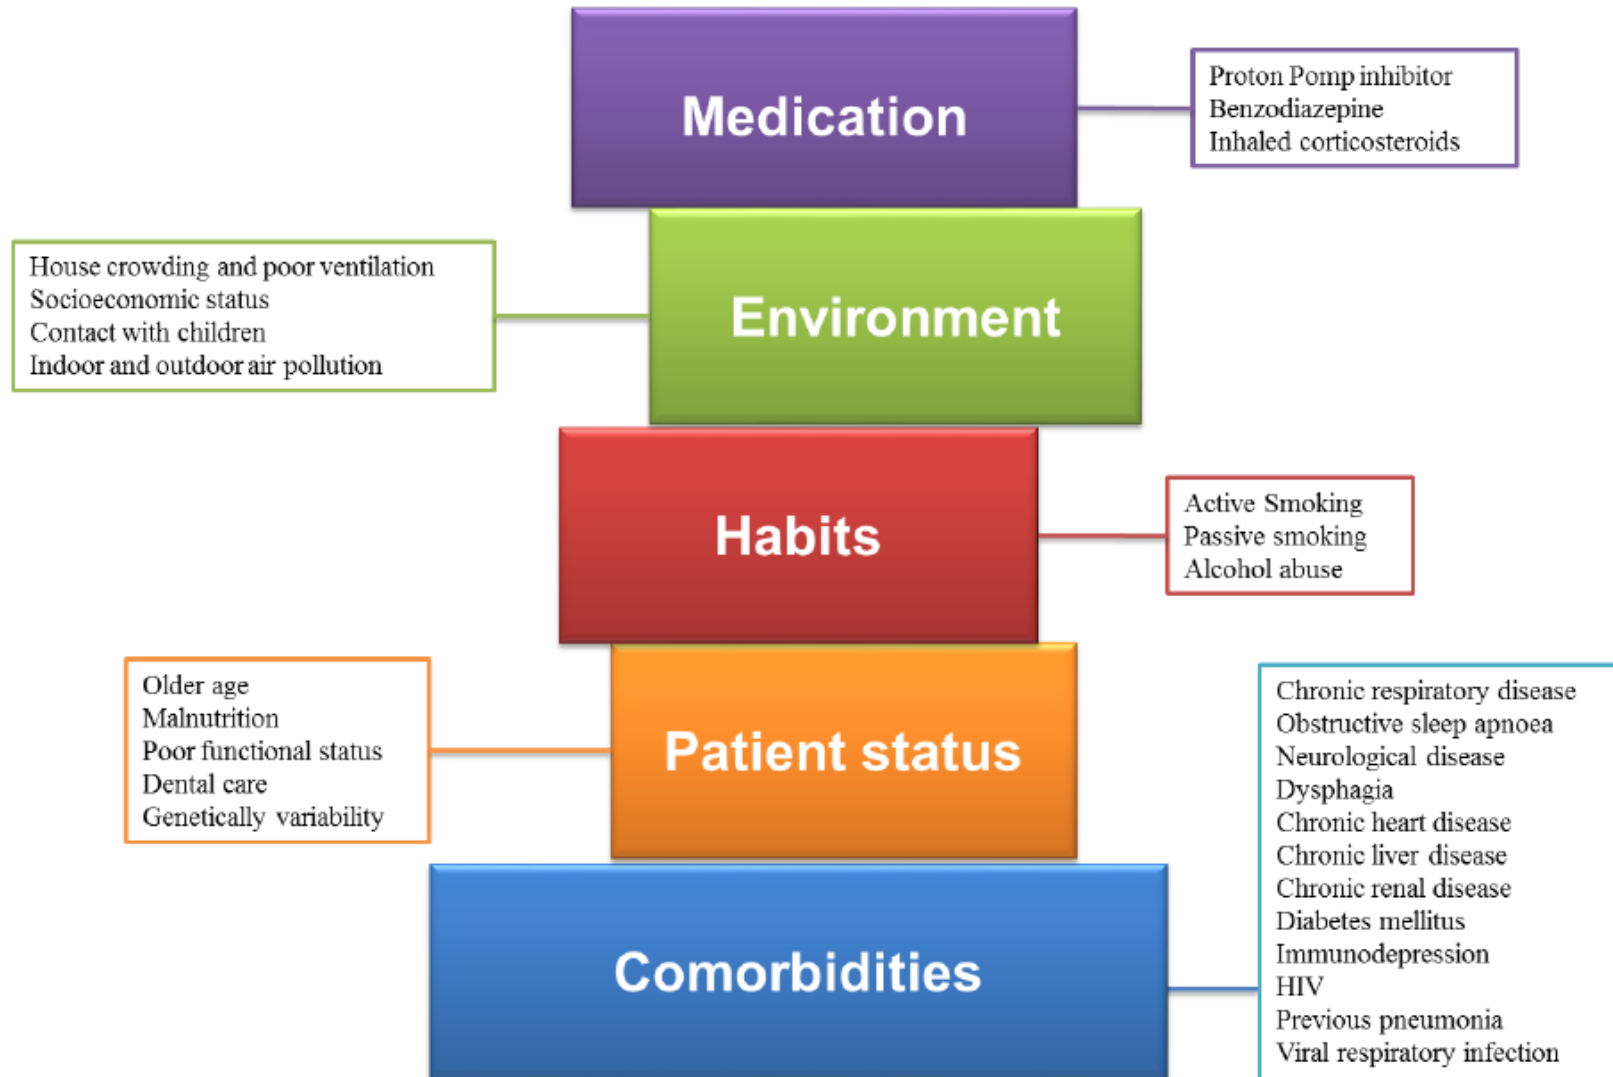 Medication
Proton Pomp inhibitor
Benzodiazepine
Inhaled corticosteroids
House crowding and poor ventilation
Socioeconomic status
Contact with children
Indoor and outdoor air pollution
Environment
Habits
Active Smoking
Passive smoking
Alcohol abuse
Older age
Malnutrition
Poor functional status
Dental care
Genetically variability
Patient status
Comorbidities
Chronic respiratory disease
Obstructive sleep apnoea
Neurological disease
Dysphagia
Chronic heart disease
Chronic liver disease
Chronic renal disease
Diabetes mellitus
Immunodepression
HIV
Previous pneumonia
Viral respiratory infection